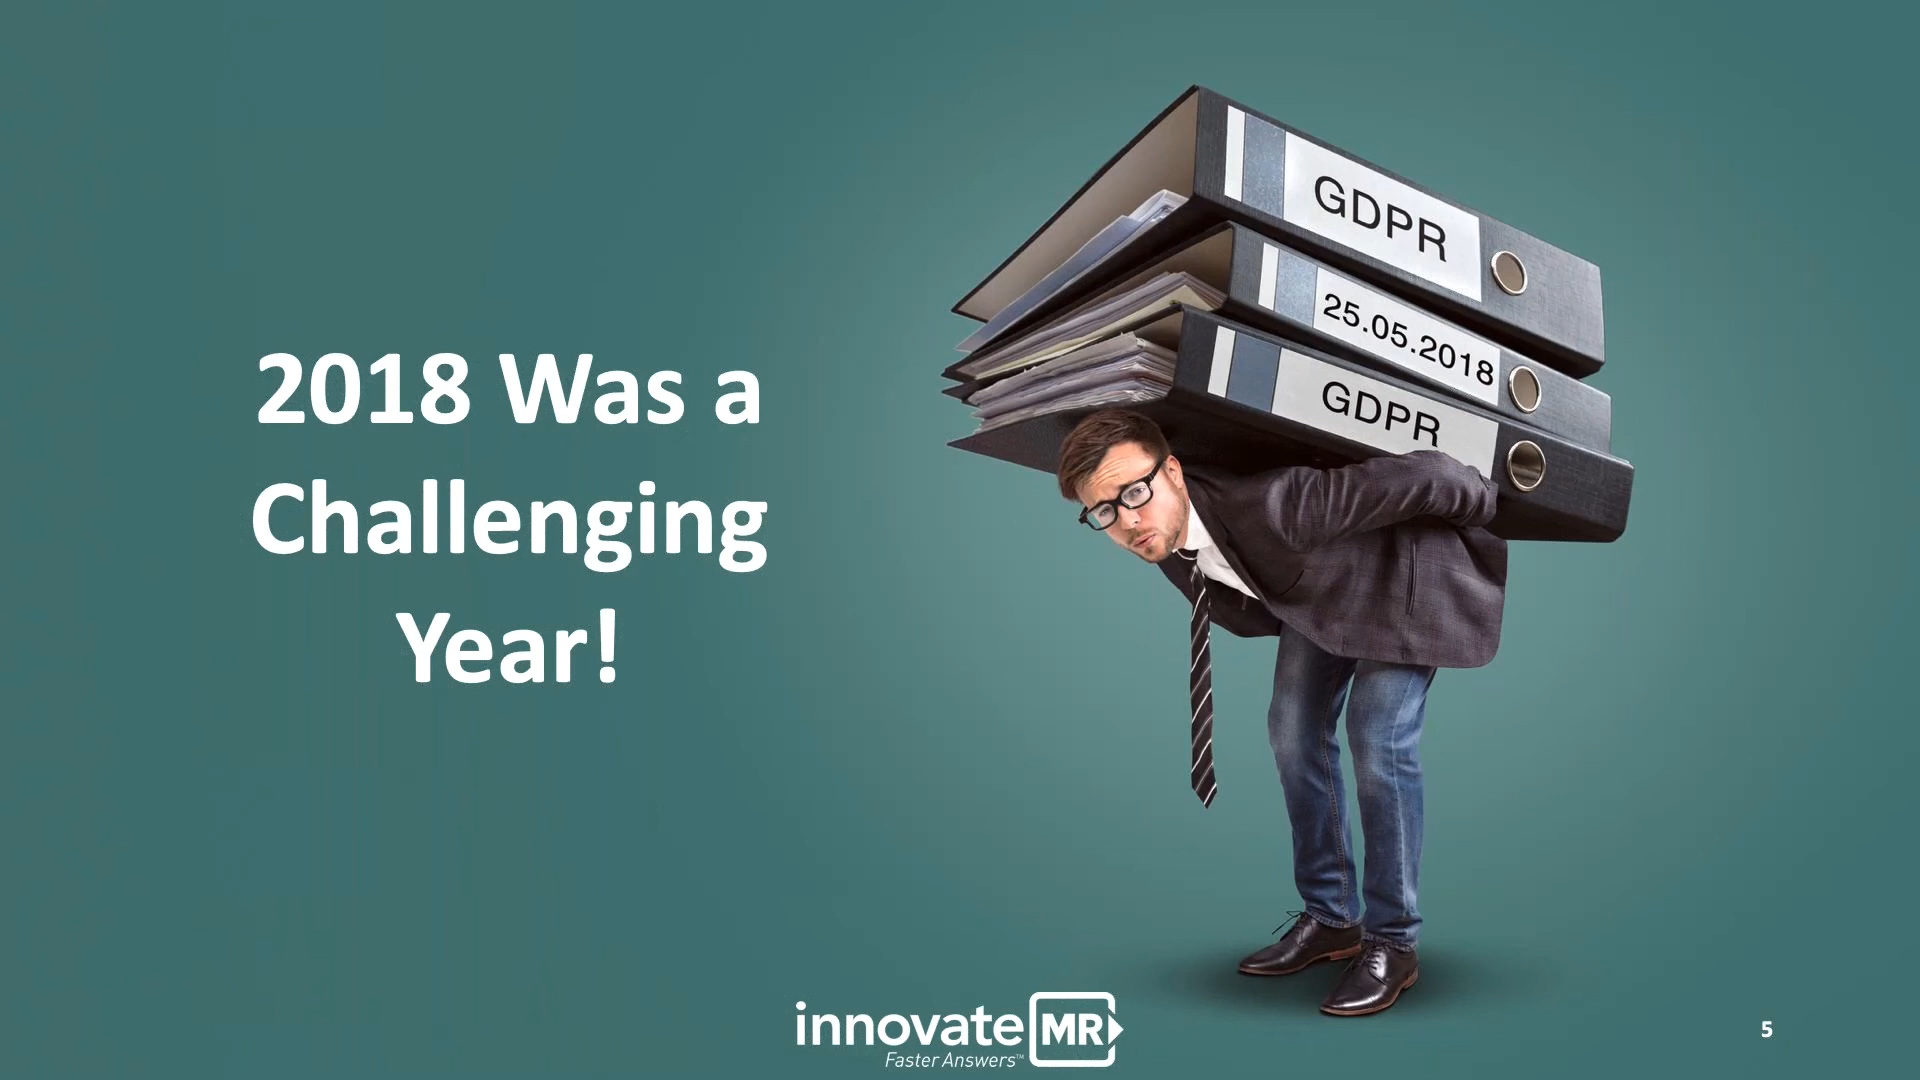 2018 Was a
Challenging
Year!
GDPR
25.05.2018
GDPR
innovate MR
Faster Answers™
5